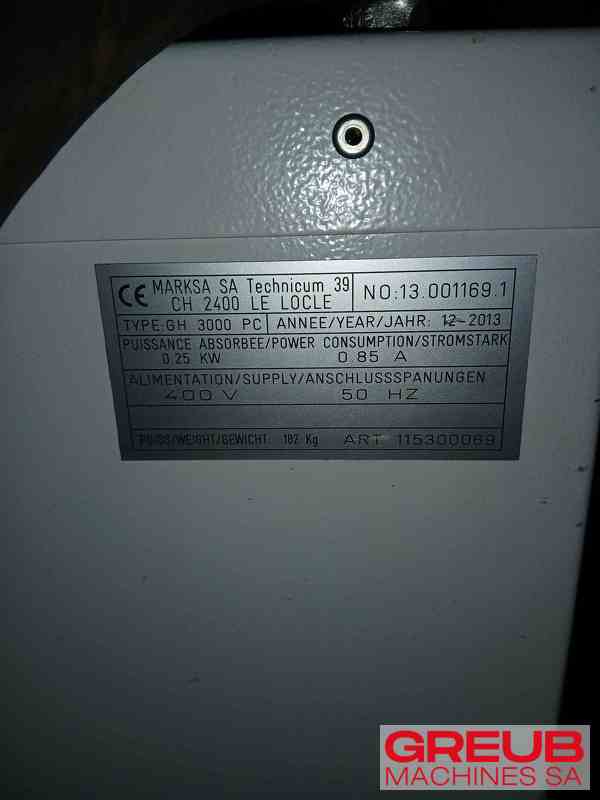 CE MARKSA SA Technicum 39
CH 2400 LE LOCLE
NO:13.001169.1
TYPE:GH 3000 PC
ANNEE/YEAR/JAHR: 12-2013
PUISSANCE ABSORBEE/POWER CONSUMPTION/STROMSTARK
0.25 KW 0.85 A
ALIMENTATION/SUPPLY/ANSCHLUSSSPANUNGEN
400 V 50 HZ
POIDS/WEIGHT/GEWICHT: 182 Kg ART 115300069
GREUB
MACHINES SA